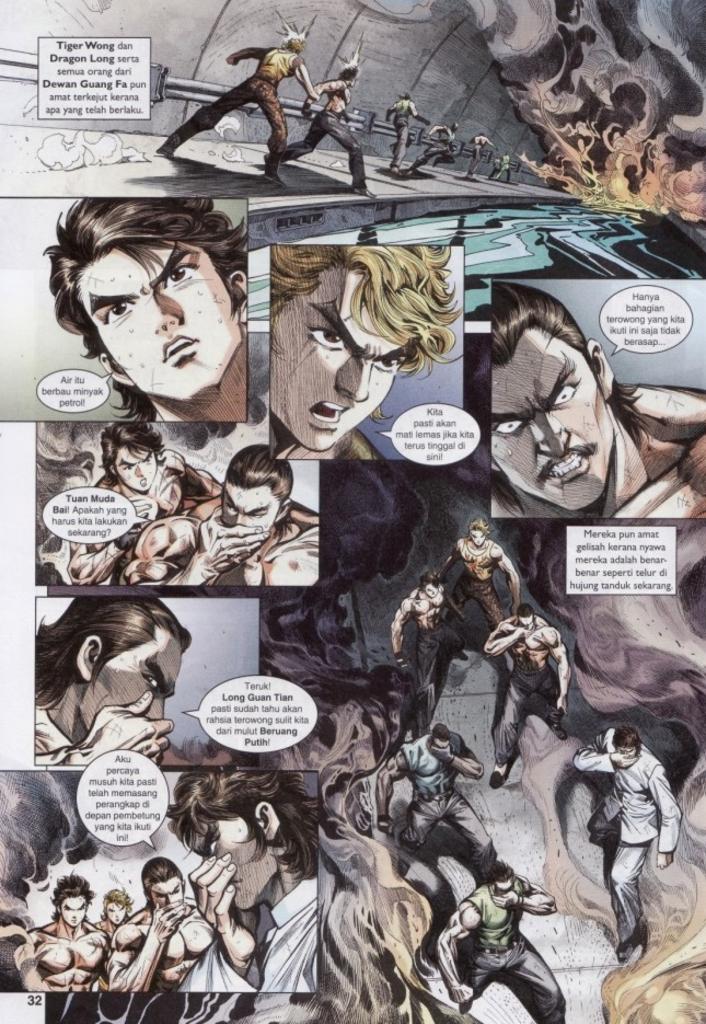 Tiger Wong dan
Dragon Long serta
semua orang dari
Dewan Guang Fa pun
amat terkejut kerana
apa yang telah berlaku.
Air itu
berbau minyak
petrol!
Kita
pasti akan
mati lemas jika kita
terus tinggal di
sini!
Hanya
bahagian
terowong yang kita
ikuti ini saja tidak
berasap...
Tuan Muda
Bai! Apakah yang
harus kita lakukan
sekarang?
Mereka pun amat
gelisah kerana nyawa
mereka adalah benar-
benar seperti telur di
hujung tanduk sekarang.
Teruk!
Long Guan Tian
pasti sudah tahu akan
rahsia terowong sulit kita
dari mulut Beruang
Putih!
Aku
percaya
musuh kita pasti
telah memasang
perangkap di
depan pembetung
yang kita ikut
ini!
32